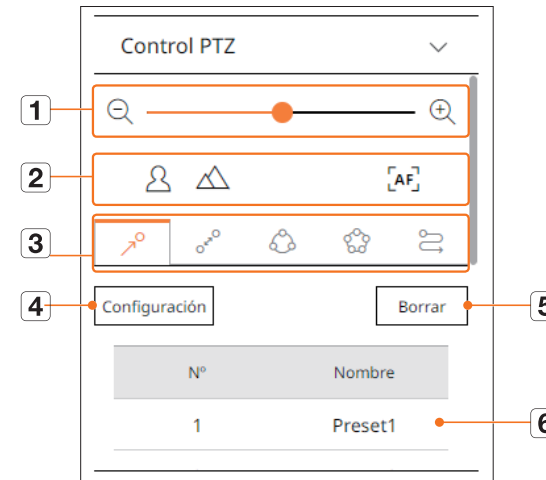 Control PTZ
1
2
AF
3
4 Configuración Borrar 5
Nº Nombre
1 Preset1 6